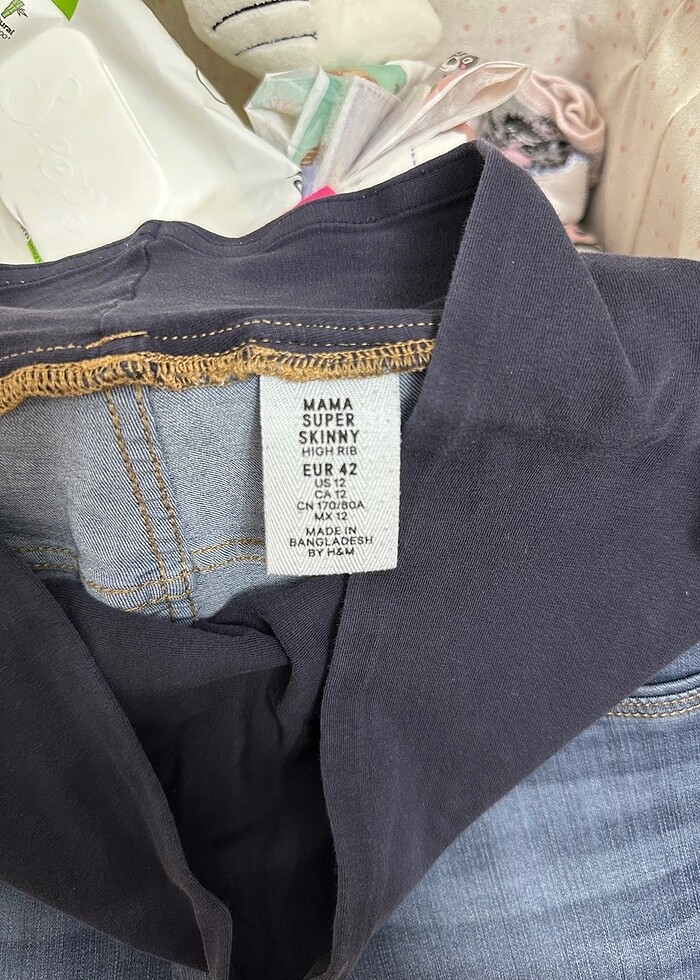 ural
MAMA
SUPER
SKINNY
HIGH RIB
EUR 42
US 12
CA 12
CN 170/80A
MX 12
MADE IN
BANGLADESH
BY H&M